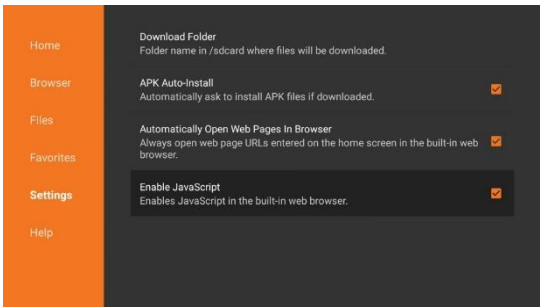 Home
Browser
Files
Favorites
Settings
Help
Download Folder
Folder name in /sdcard where files will be downloaded.
APK Auto-Install
Automatically ask to install APK files if downloaded.
Automatically Open Web Pages In Browser
Always open web page URLs entered on the home screen in the built-in web
browser.
Enable JavaScript
Enables JavaScript in the built-in web browser.